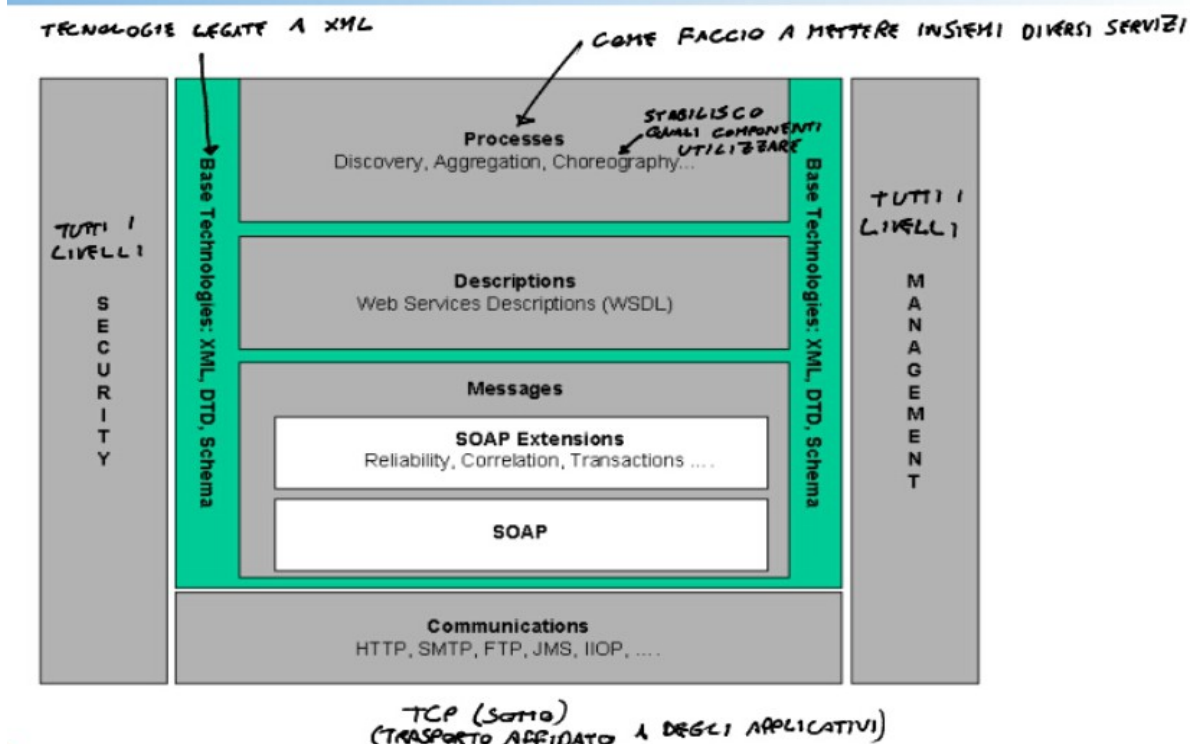 TECNOLOGIE LEGATE A XML
COME FACCIO A METTERE INSIEMI DIVERSI SERVIZI
Processes
Discovery, Aggregation, Choreography...
STABILISCO
QUALI COMPONENTI
UTILIZZARE
TUTTI I
LIVELLI
SECURITY
Base Technologies: XML, DTD, Schema
Descriptions
Web Services Descriptions (WSDL)
Messages
SOAP Extensions
Reliability, Correlation, Transactions ....
SOAP
Base Technologies: XML, DTD, Schema
TUTTI I
LIVELLI
MANAGEMENT
Communications
HTTP, SMTP, FTP, JMS, IIOP, ....
TCP (SOTTO)
(TRASPORTO AFFIDATO A DEGLI APPLICATIVI)